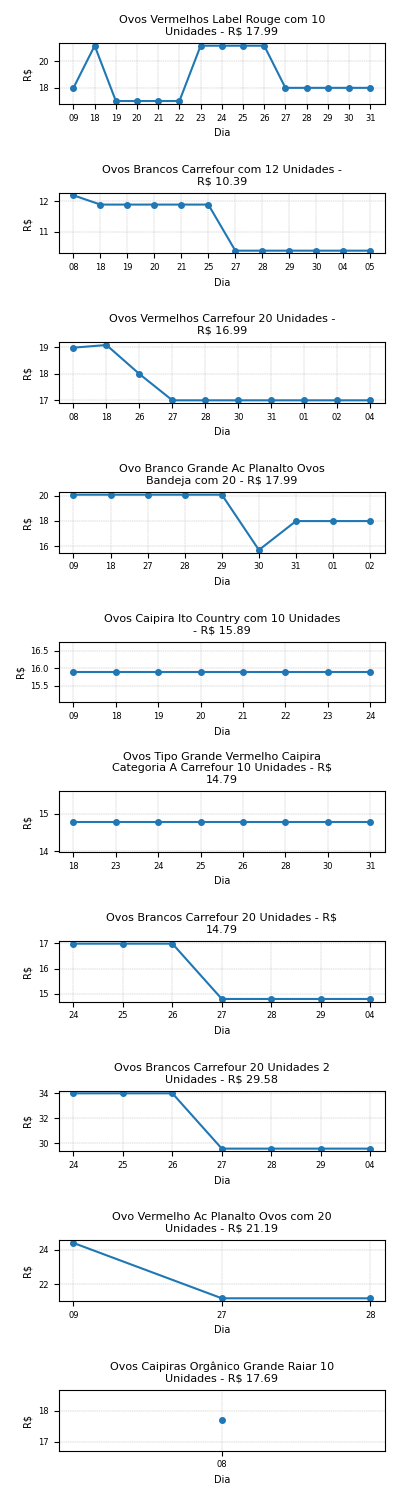 Ovos Vermelhos Label Rouge com 10
Unidades - R$ 17.99
R$
20
18
09 18 19 20 21 22 23 24 25 26 27 28 29 30 31
Dia
Ovos Brancos Carrefour com 12 Unidades -
R$ 10.39
R$
12
11
08 18 19 20 21 25 27 28 29 30 04 05
Dia
Ovos Vermelhos Carrefour 20 Unidades -
R$ 16.99
R$
19
18
17
08 18 26 27 28 30 31 01 02 04
Dia
Ovo Branco Grande Ac Planalto Ovos
Bandeja com 20 - R$ 17.99
R$
20
18
16
09 18 27 28 29 30 31 01 02
Dia
Ovos Caipira Ito Country com 10 Unidades
- R$ 15.89
R$
16.5
16.0
15.5
09 18 19 20 21 22 23 24
Dia
Ovos Tipo Grande Vermelho Caipira
Categoria A Carrefour 10 Unidades - R$
14.79
R$
15
14
18 23 24 25 26 28 30 31
Dia
Ovos Brancos Carrefour 20 Unidades - R$
14.79
R$
17
16
15
24 25 26 27 28 29 04
Dia
Ovos Brancos Carrefour 20 Unidades 2
Unidades - R$ 29.58
R$
34
32
30
24 25 26 27 28 29 04
Dia
Ovo Vermelho Ac Planalto Ovos com 20
Unidades - R$ 21.19
R$
24
22
09 27 28
Dia
Ovos Caipiras Orgânico Grande Raiar 10
Unidades - R$ 17.69
R$
18
17
08
Dia